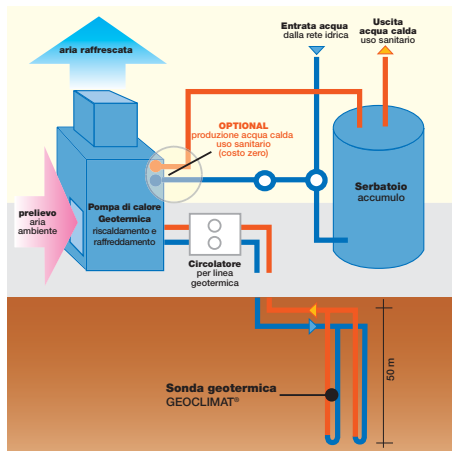 aria raffrescata
Entrata acqua
dalla rete idrica
Uscita
acqua calda
uso sanitario
OPTIONAL
produzione acqua calda
uso sanitario
(costo zero)
Serbatoio
accumulo
prelievo
aria
ambiente
Pompa di calore
Geotermica
riscaldamento e
raffreddamento
Circolatore
per linea
geotermica
50 m
Sonda geotermica
GEOCLIMAT®